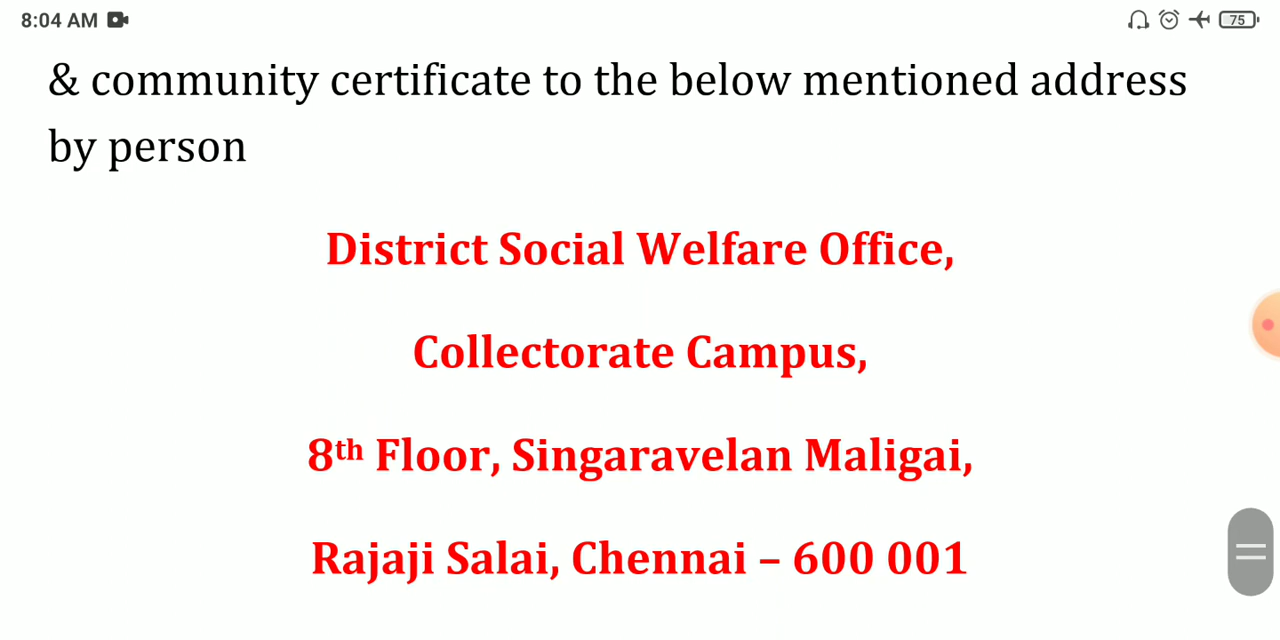 8:04 AM
75
& community certificate to the below mentioned address
by person
District Social Welfare Office,
Collectorate Campus,
8th Floor, Singaravelan Maligai,
Rajaji Salai, Chennai – 600 001